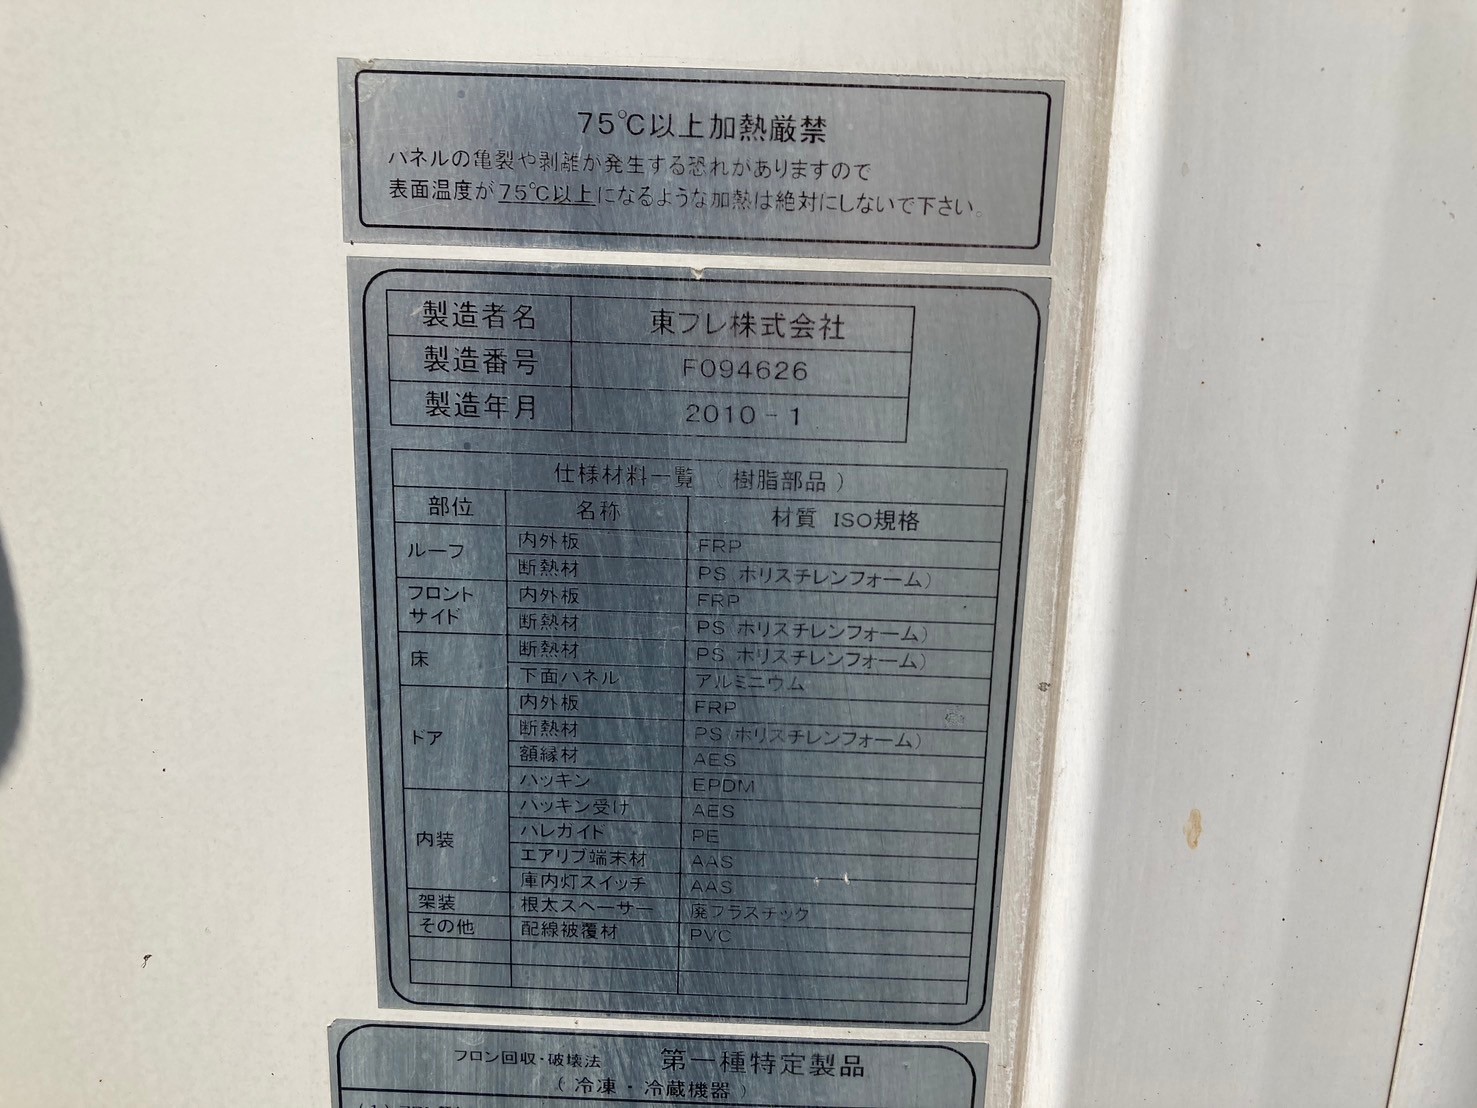 75℃以上加熱厳禁
パネルの亀裂や剥離が発生する恐れがありますので
表面温度が75℃以上になるような加熱は絶対にしないで下さい。
製造者名 東プレ株式会社
製造番号 F094626
製造年月 2010-1
仕様材料一覧（樹脂部品）
部位 名称 材質 ISO規格
ルーフ 内外板 FRP
断熱材 PS(ポリスチレンフォーム)
フロント サイド 内外板 FRP
断熱材 PS(ポリスチレンフォーム)
床 断熱材 PS(ポリスチレンフォーム)
下面パネル アルミニウム
ドア 内外板 FRP
断熱材 PS(ポリスチレンフォーム)
額縁材 AES
パッキン EPDM
内装 パッキン受け AES
パレガイド PE
エアリブ端末材 AAS
庫内灯スイッチ AAS
架装 根太スペーサー 廃プラスチック
その他 配線被覆材 PVC
フロン回収・破壊法 第一種特定製品
（冷凍・冷蔵機器）